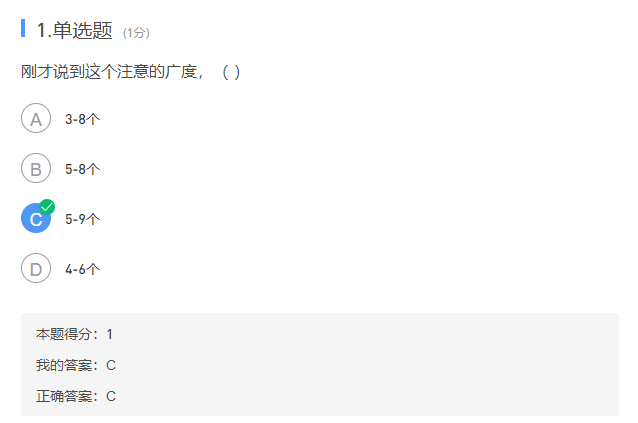 1.单选题 (1分)
刚才说到这个注意的广度，（ ）
A 3-8个
B 5-8个
C 5-9个
D 4-6个
本题得分：1
我的答案：C
正确答案：C